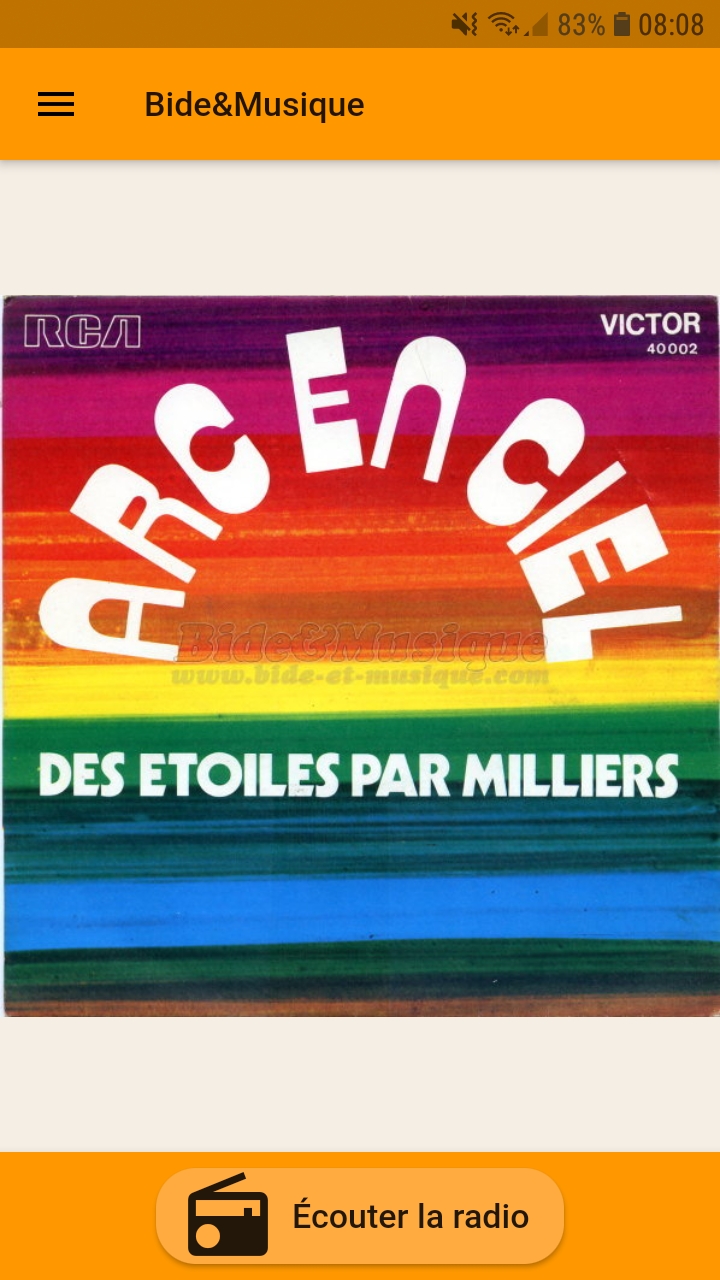 83% 08:08
Bide&Musique
RCA
VICTOR
40002
ARC EN CIEL
Bide&Musique
www.bide-et-musique.com
DES ETOILES PAR MILLIERS
Écouter la radio